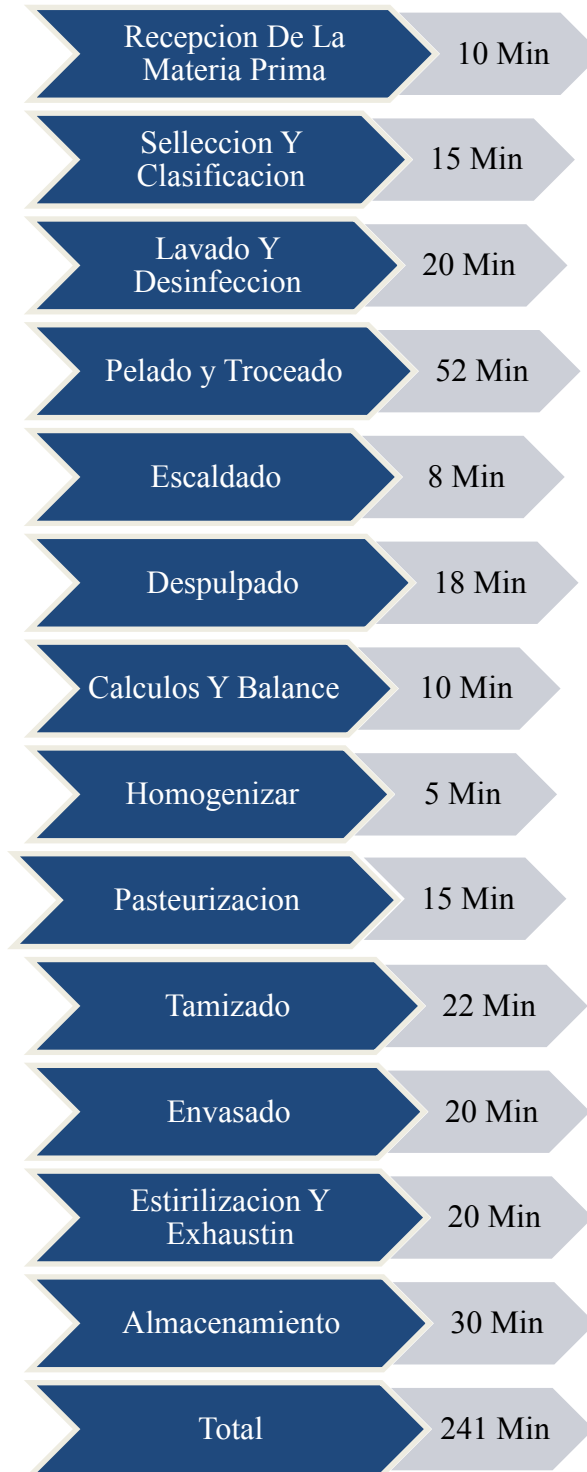 Recepcion De La
Materia Prima
10 Min
Selleccion Y
Clasificacion
15 Min
Lavado Y
Desinfeccion
20 Min
Pelado y Troceado
52 Min
Escaldado
8 Min
Despulpado
18 Min
Calculos Y Balance
10 Min
Homogenizar
5 Min
Pasteurizacion
15 Min
Tamizado
22 Min
Envasado
20 Min
Estirilizacion Y
Exhaustin
20 Min
Almacenamiento
30 Min
Total
241 Min